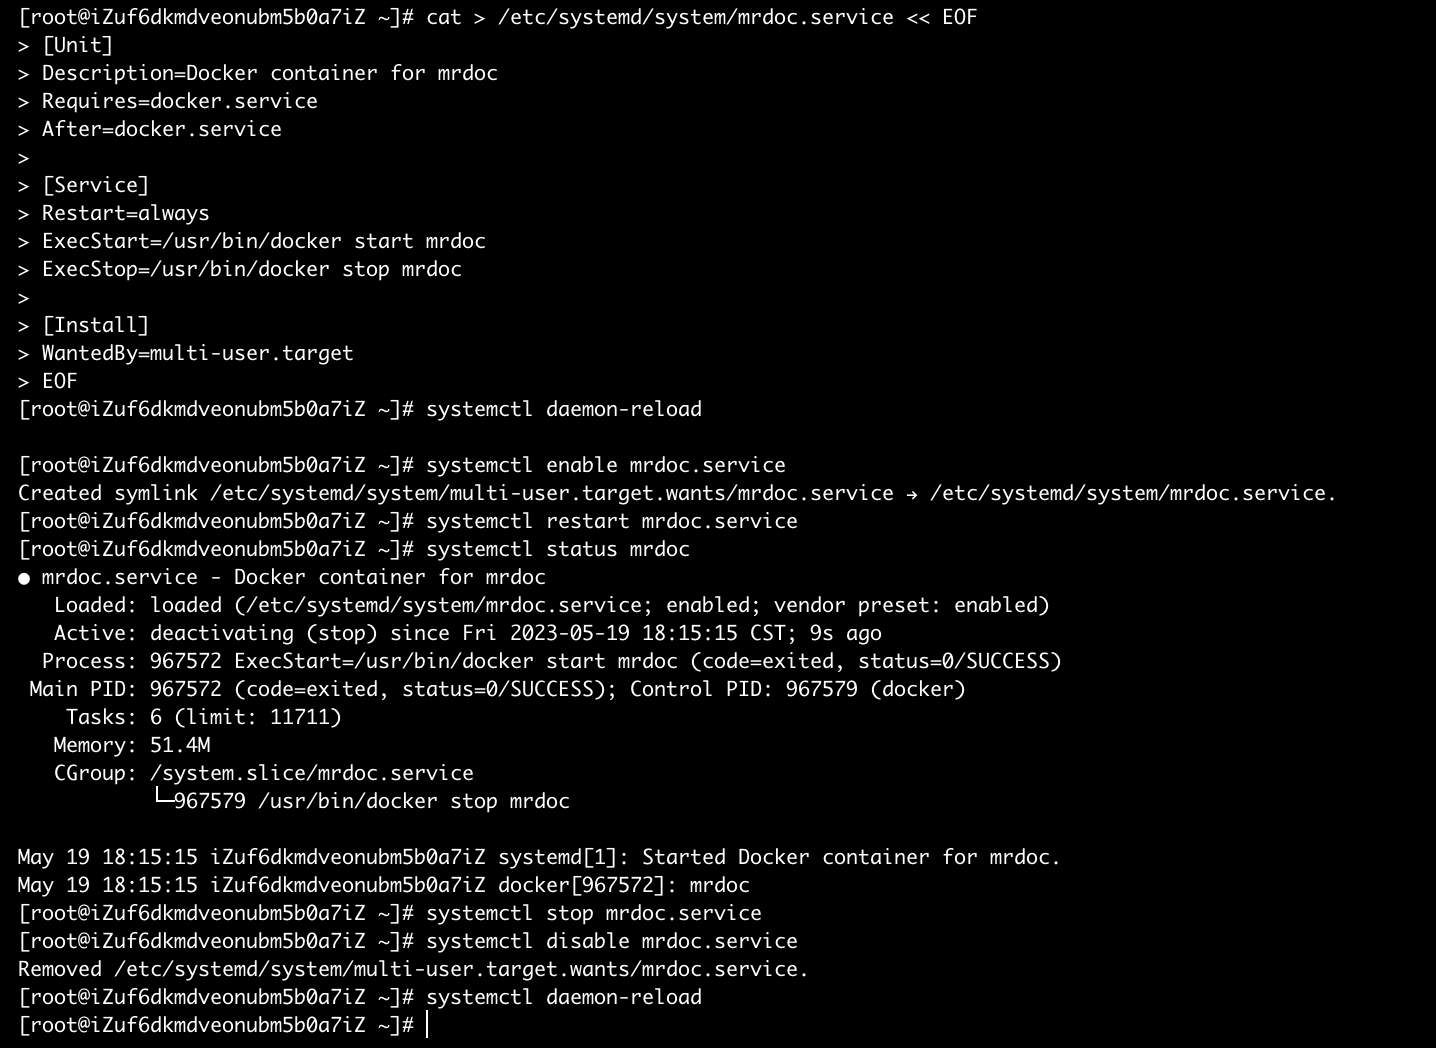 [root@iZuf6dkmdveonubm5b0a7iZ ~]# cat > /etc/systemd/system/mrdoc.service << EOF
> [Unit]
> Description=Docker container for mrdoc
> Requires=docker.service
> After=docker.service
>
> [Service]
> Restart=always
> ExecStart=/usr/bin/docker start mrdoc
> ExecStop=/usr/bin/docker stop mrdoc
>
> [Install]
> WantedBy=multi-user.target
> EOF
[root@iZuf6dkmdveonubm5b0a7iZ ~]# systemctl daemon-reload

[root@iZuf6dkmdveonubm5b0a7iZ ~]# systemctl enable mrdoc.service
Created symlink /etc/systemd/system/multi-user.target.wants/mrdoc.service → /etc/systemd/system/mrdoc.service.
[root@iZuf6dkmdveonubm5b0a7iZ ~]# systemctl restart mrdoc.service
[root@iZuf6dkmdveonubm5b0a7iZ ~]# systemctl status mrdoc
● mrdoc.service - Docker container for mrdoc
   Loaded: loaded (/etc/systemd/system/mrdoc.service; enabled; vendor preset: enabled)
   Active: deactivating (stop) since Fri 2023-05-19 18:15:15 CST; 9s ago
  Process: 967572 ExecStart=/usr/bin/docker start mrdoc (code=exited, status=0/SUCCESS)
 Main PID: 967572 (code=exited, status=0/SUCCESS); Control PID: 967579 (docker)
    Tasks: 6 (limit: 11711)
   Memory: 51.4M
   CGroup: /system.slice/mrdoc.service
           └─967579 /usr/bin/docker stop mrdoc

May 19 18:15:15 iZuf6dkmdveonubm5b0a7iZ systemd[1]: Started Docker container for mrdoc.
May 19 18:15:15 iZuf6dkmdveonubm5b0a7iZ docker[967572]: mrdoc
[root@iZuf6dkmdveonubm5b0a7iZ ~]# systemctl stop mrdoc.service
[root@iZuf6dkmdveonubm5b0a7iZ ~]# systemctl disable mrdoc.service
Removed /etc/systemd/system/multi-user.target.wants/mrdoc.service.
[root@iZuf6dkmdveonubm5b0a7iZ ~]# systemctl daemon-reload
[root@iZuf6dkmdveonubm5b0a7iZ ~]#